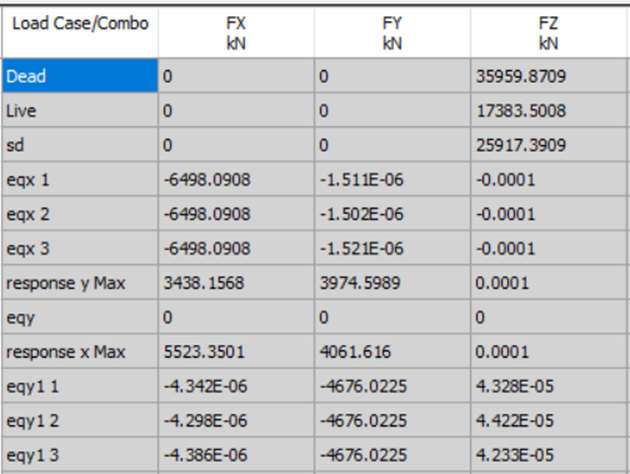 Load Case/Combo FX kN FY kN FZ kN
Dead 0 0 35959.8709
Live 0 0 17383.5008
sd 0 0 25917.3909
eqx 1 -6498.0908 -1.511E-06 -0.0001
eqx 2 -6498.0908 -1.502E-06 -0.0001
eqx 3 -6498.0908 -1.521E-06 -0.0001
response y Max 3438.1568 3974.5989 0.0001
eqy 0 0 0
response x Max 5523.3501 4061.616 0.0001
eqy1 1 -4.342E-06 -4676.0225 4.328E-05
eqy1 2 -4.298E-06 -4676.0225 4.422E-05
eqy1 3 -4.386E-06 -4676.0225 4.233E-05